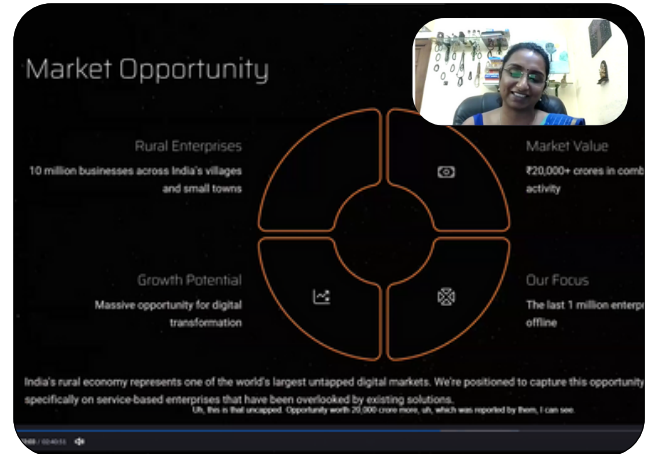 Market Opportunity
Rural Enterprises
10 million businesses across India's villages
and small towns
Market Value
₹20,000+ crores in comb
activity
Growth Potential
Massive opportunity for digital
transformation
Our Focus
The last 1 million enterp
offline
India's rural economy represents one of the world's largest untapped digital markets. We're positioned to capture this opportunity
specifically on service-based enterprises that have been overlooked by existing solutions.
Uh, this is that uncapped. Opportunity worth 20,000 crore more, uh, which was reported by them, I can see.
/ 02:40:53